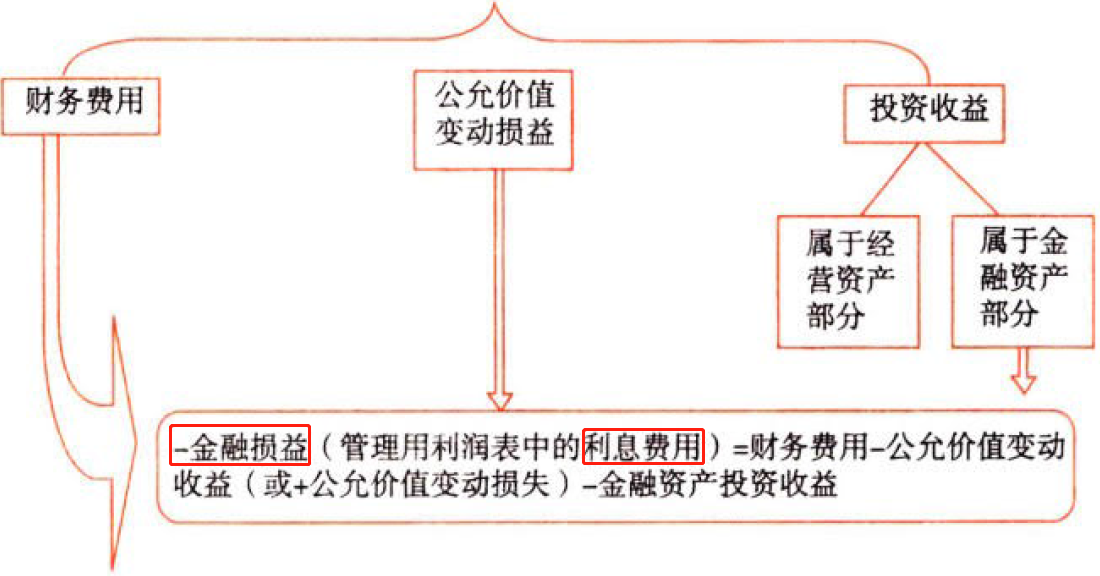 财务费用
公允价值
变动损益
投资收益
属于经
营资产
部分
属于金
融资产
部分
-金融损益（管理用利润表中的利息费用）=财务费用-公允价值变动
收益（或+公允价值变动损失）-金融资产投资收益